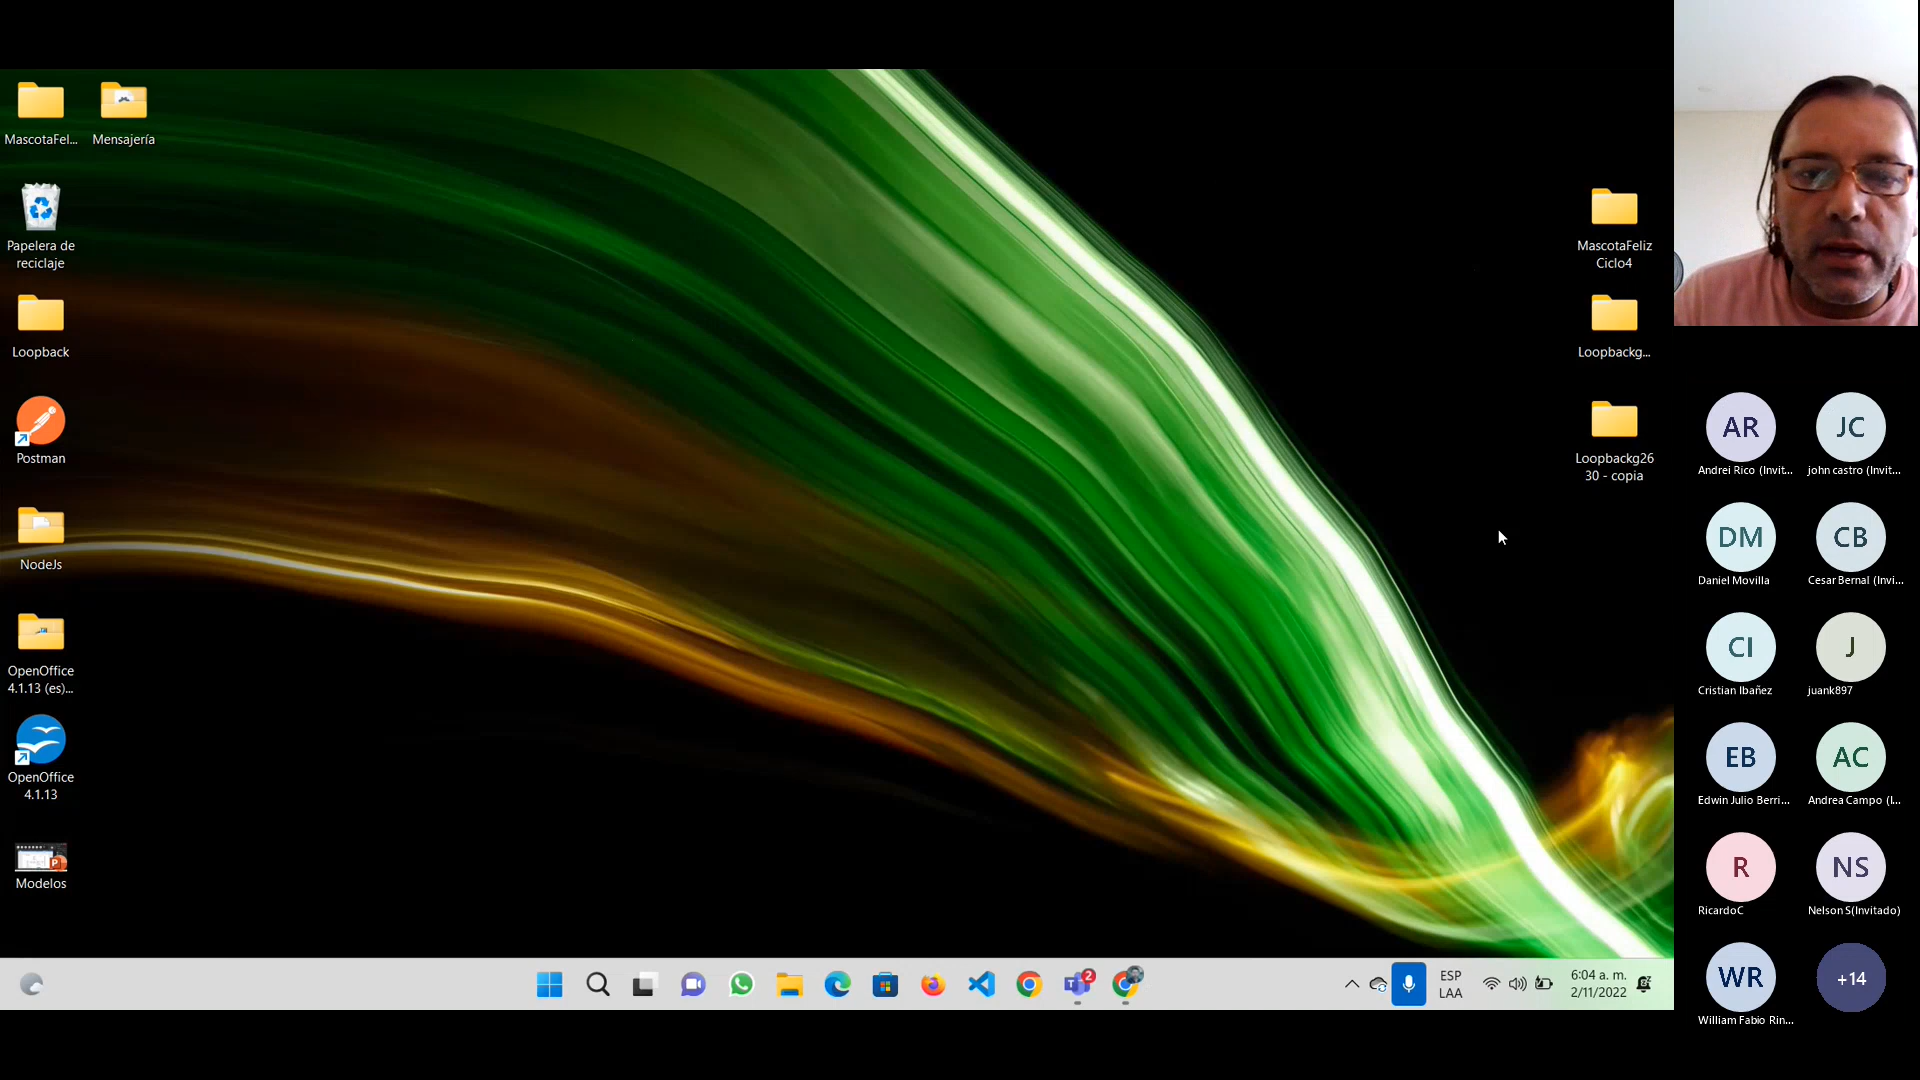 MascotaFel...
Mensajería
Papelera de
reciclaje
Loopback
Postman
NodeJs
OpenOffice
4.1.13 (es)...
OpenOffice
4.1.13
Modelos
MascotaFeliz
Ciclo4
Loopbackg...
Loopbackg26
30 - copia
AR
Andrei Rico (Invit...
JC
john castro (Invit...
DM
Daniel Movilla
CB
Cesar Bernal (Invi...
CI
Cristian Ibañez
J
juank897
EB
Edwin Julio Berri...
AC
Andrea Campo (I...
R
RicardoC
NS
Nelson S(Invitado)
WR
William Fabio Rin...
+14
2
ESP
LAA
6:04 a. m.
2/11/2022